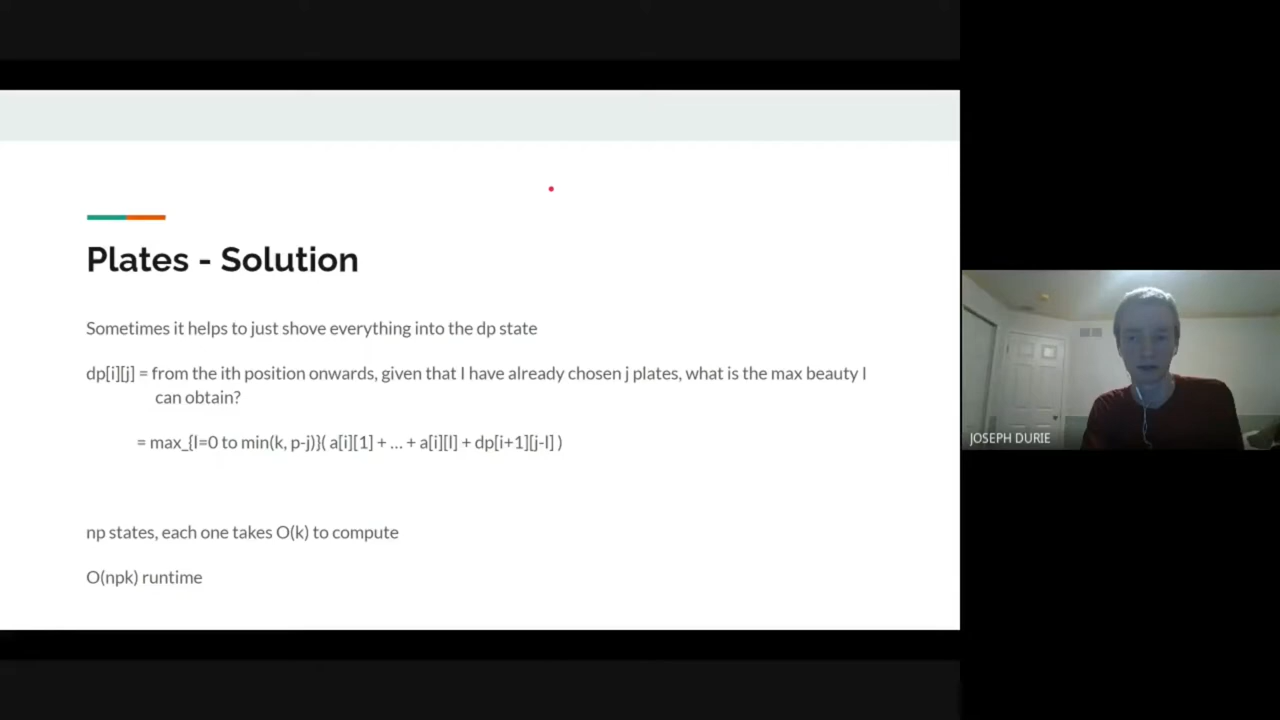 Plates - Solution
Sometimes it helps to just shove everything into the dp state
dp[i][j] = from the ith position onwards, given that I have already chosen j plates, what is the max beauty I
can obtain?
= max_{l=0 to min(k, p-j)}( a[i][1] + … + a[i][l] + dp[i+1][j-l] )
np states, each one takes O(k) to compute
O(npk) runtime
JOSEPH DURIE